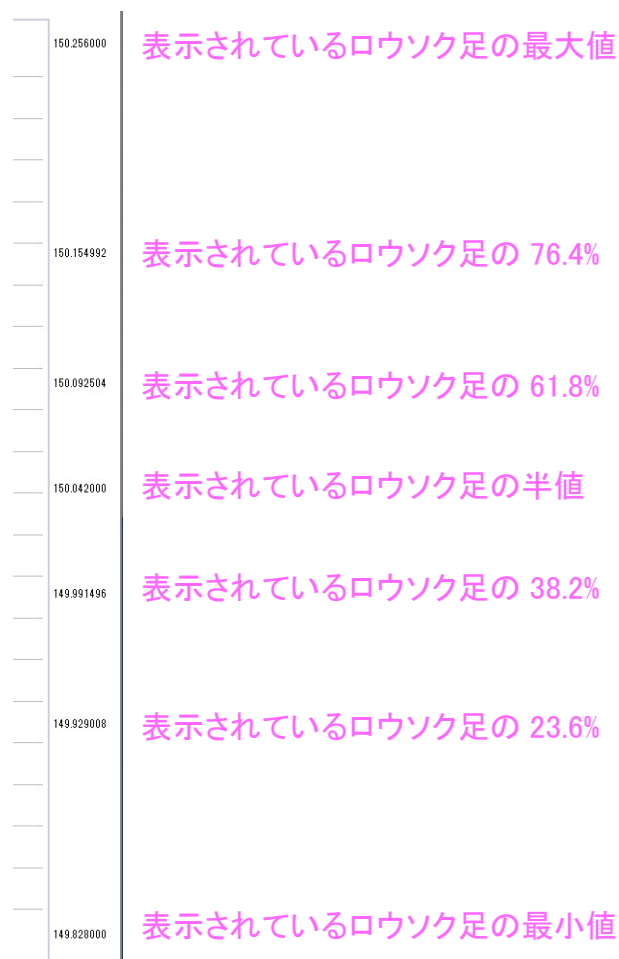 150.256000 表示されているロウソク足の最大値
150.154992 表示されているロウソク足の 76.4%
150.092504 表示されているロウソク足の 61.8%
150.042000 表示されているロウソク足の半値
149.991496 表示されているロウソク足の 38.2%
149.929008 表示されているロウソク足の 23.6%
149.828000 表示されているロウソク足の最小値